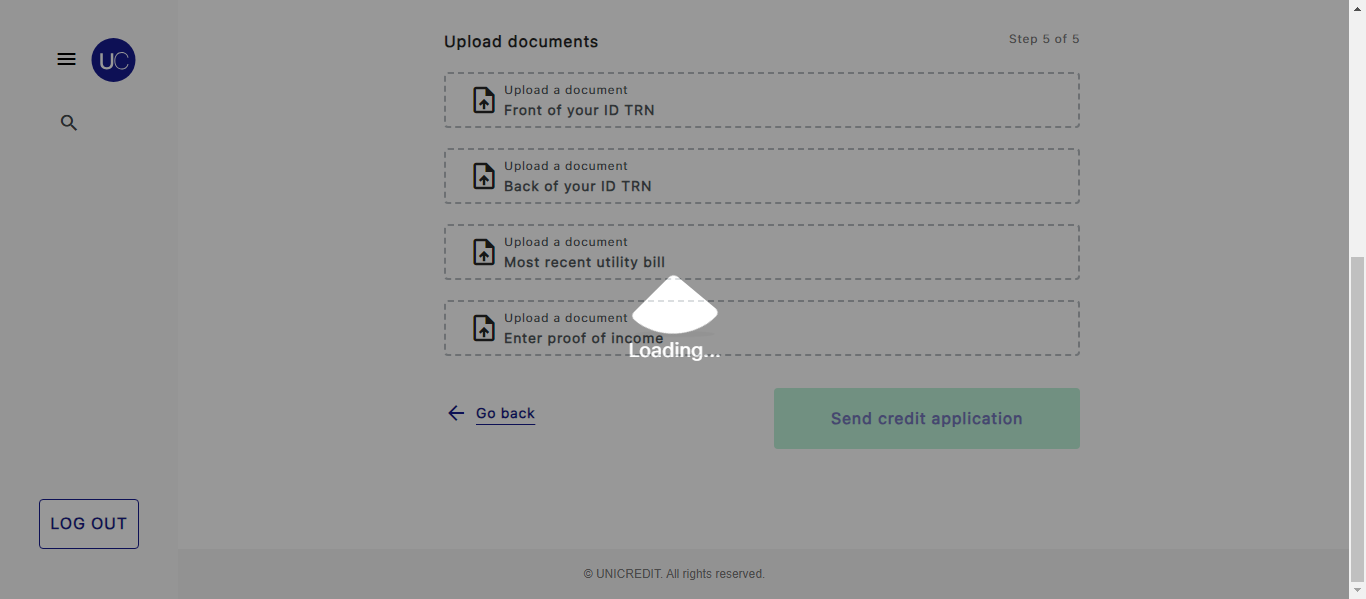 UC
Upload documents
Step 5 of 5
Upload a document
Front of your ID TRN
Upload a document
Back of your ID TRN
Upload a document
Most recent utility bill
Upload a document
Enter proof of income
Loading...
Go back
Send credit application
LOG OUT
© UNICREDIT. All rights reserved.